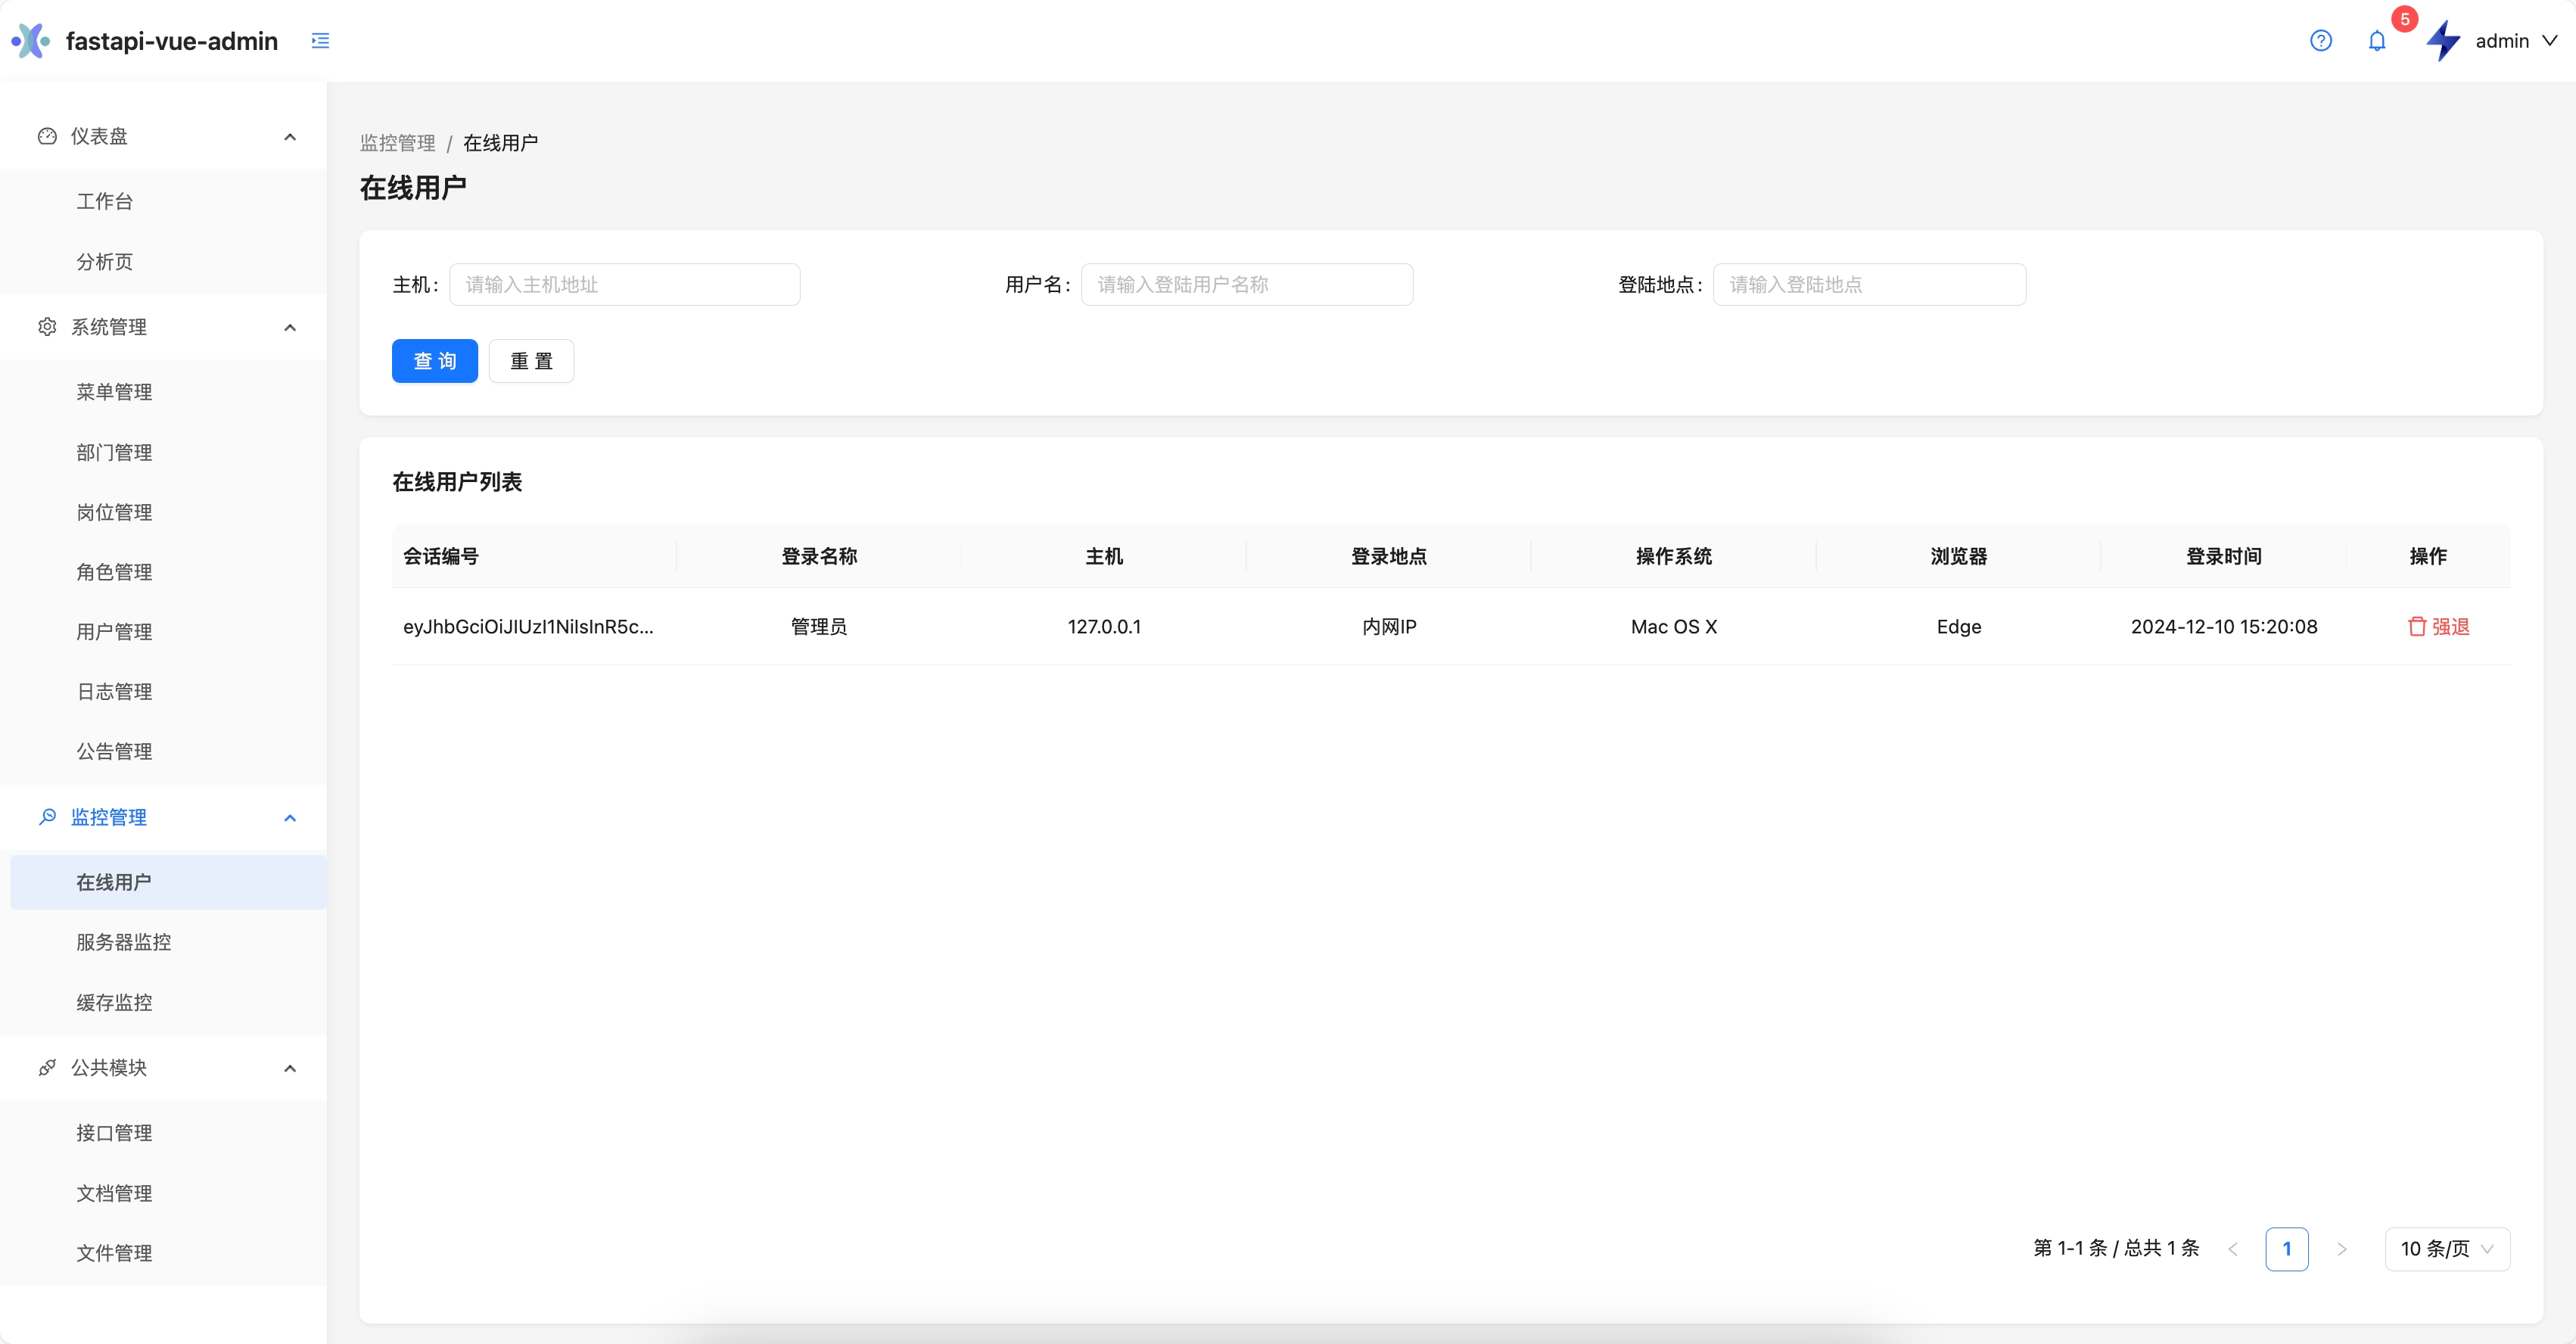 fastapi-vue-admin
5
admin
仪表盘
工作台
分析页
系统管理
菜单管理
部门管理
岗位管理
角色管理
用户管理
日志管理
公告管理
监控管理
在线用户
服务器监控
缓存监控
公共模块
接口管理
文档管理
文件管理
监控管理 / 在线用户
在线用户
主机: 请输入主机地址 用户名: 请输入登陆用户名称 登陆地点: 请输入登陆地点
查 询 重 置
在线用户列表
会话编号 登录名称 主机 登录地点 操作系统 浏览器 登录时间 操作
eyJhbGciOiJIUzI1NiIsInR5c... 管理员 127.0.0.1 内网IP Mac OS X Edge 2024-12-10 15:20:08 强退
第 1-1 条 / 总共 1 条 < 1 > 10 条/页